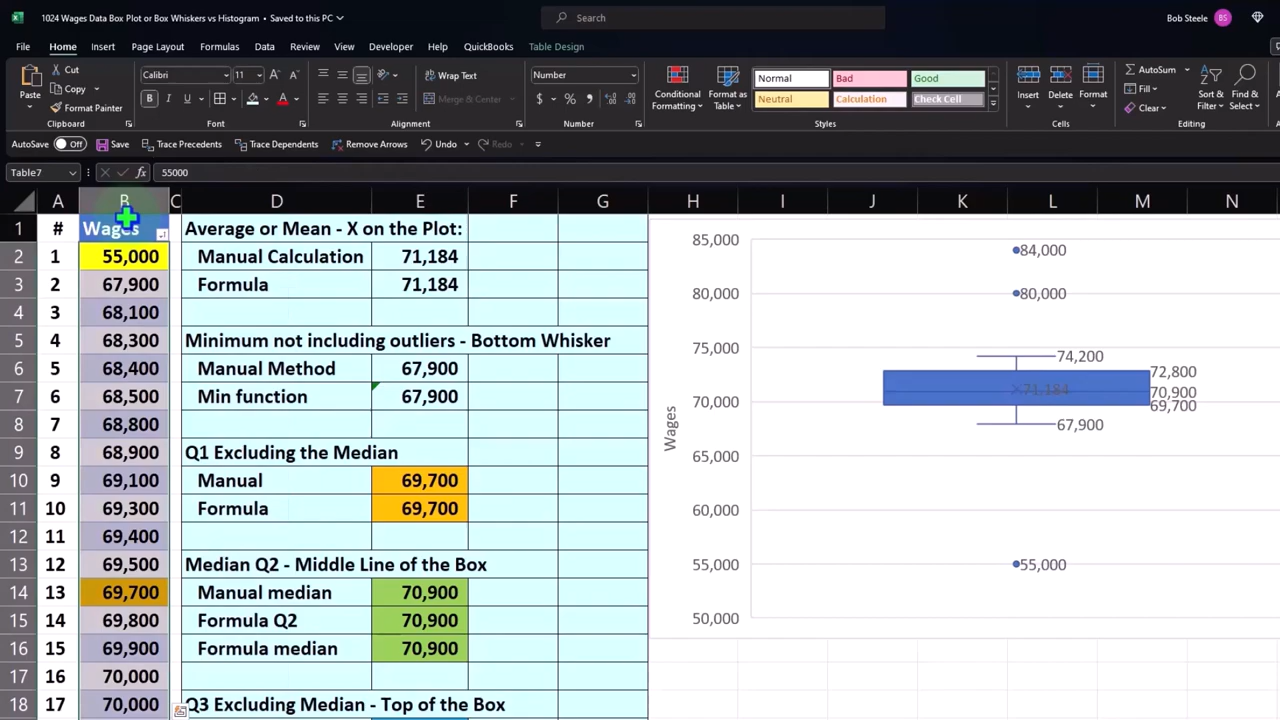 1024 Wages Data Box Plot or Box Whiskers vs Histogram • Saved to this PC
Search
Bob Steele
BS
File Home Insert Page Layout Formulas Data Review View Developer Help QuickBooks Table Design
Paste
Cut
Copy
Format Painter
Clipboard
Calibri
11
B I U
Font
Wrap Text
Merge & Center
Alignment
Number
$ % ,
Number
Conditional Formatting
Format as Table
Normal Bad Good
Neutral Calculation Check Cell
Styles
Insert Delete Format
Cells
AutoSum
Fill
Clear
Sort & Filter
Find & Select
Editing
AutoSave Off Save Trace Precedents Trace Dependents Remove Arrows Undo Redo
Table7 fx 55000
A B C D E F G H I J K L M N
1 # Wages Average or Mean - X on the Plot:
2 1 55,000 Manual Calculation 71,184
3 2 67,900 Formula 71,184
4 3 68,100
5 4 68,300 Minimum not including outliers - Bottom Whisker
6 5 68,400 Manual Method 67,900
7 6 68,500 Min function 67,900
8 7 68,800
9 8 68,900 Q1 Excluding the Median
10 9 69,100 Manual 69,700
11 10 69,300 Formula 69,700
12 11 69,400
13 12 69,500 Median Q2 - Middle Line of the Box
14 13 69,700 Manual median 70,900
15 14 69,800 Formula Q2 70,900
16 15 69,900 Formula median 70,900
17 16 70,000
18 17 70,000 Q3 Excluding Median - Top of the Box
85,000
80,000
75,000
70,000
65,000
60,000
55,000
50,000
Wages
84,000
80,000
74,200
72,800
71,184
70,900
69,700
67,900
55,000